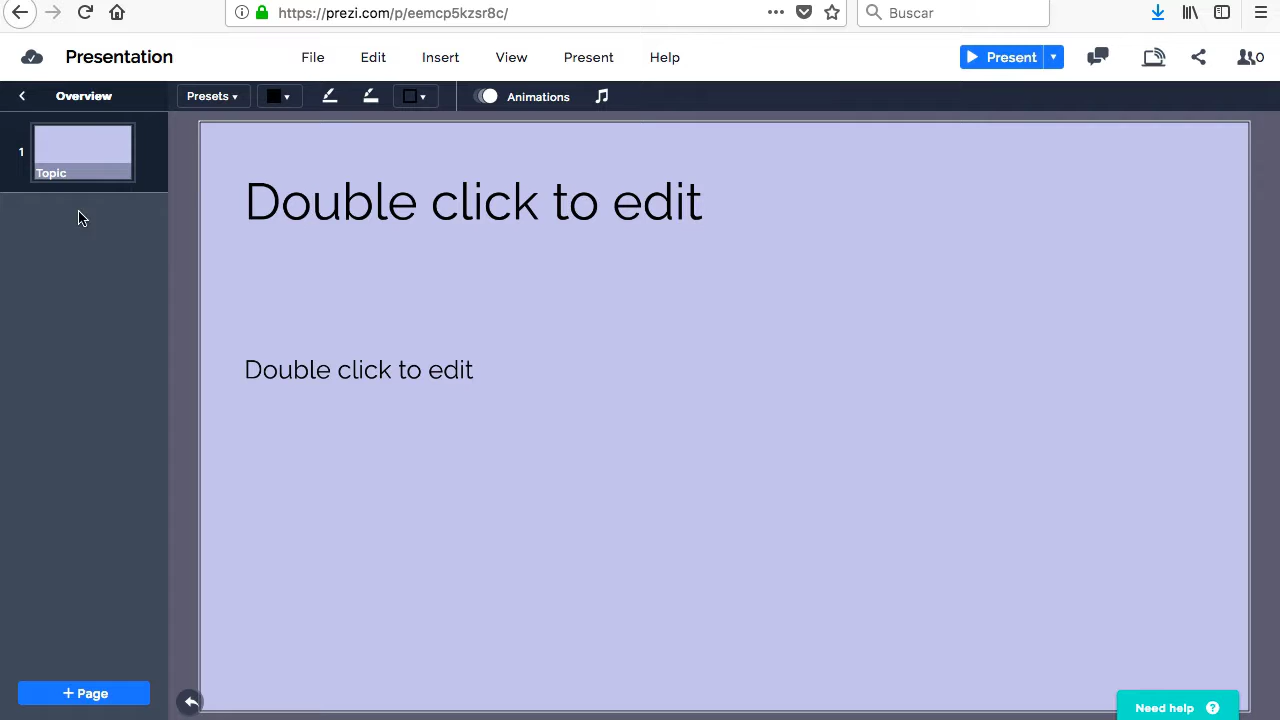 https://prezi.com/p/eemcp5kzsr8c/
Buscar
Presentation
File Edit Insert View Present Help
Present
0
Overview
Presets
Animations
1
Topic
Double click to edit
Double click to edit
+ Page
Need help ?